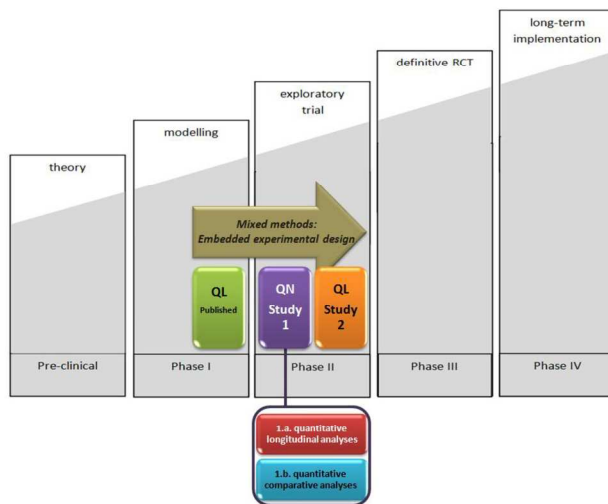 long-term
implementation
definitive RCT
exploratory
trial
modelling
theory
Mixed methods:
Embedded experimental design
QL
Published
QN
Study
1
QL
Study
2
Pre-clinical
Phase I
Phase II
Phase III
Phase IV
1.a. quantitative
longitudinal analyses
1.b. quantitative
comparative analyses